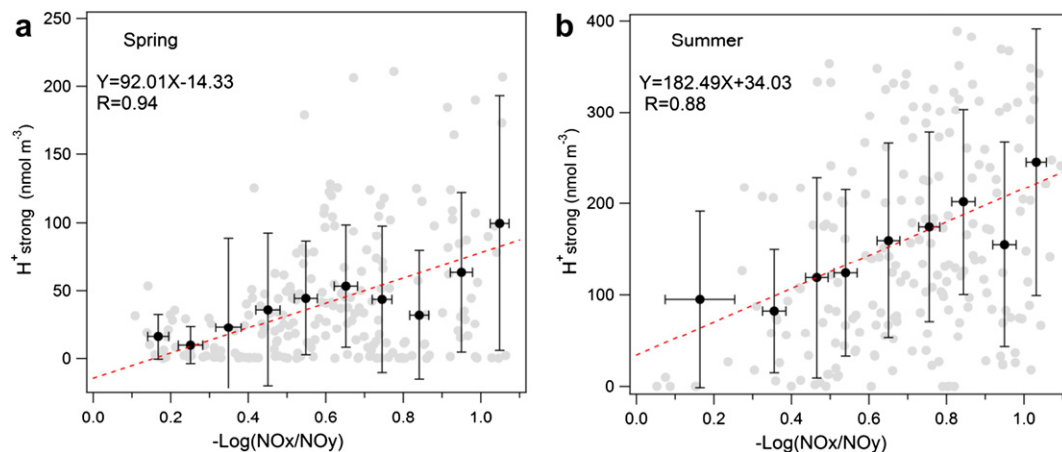 a
Spring
Y=92.01X-14.33
R=0.94
250
200
150
100
50
0
H⁺strong (nmol m⁻³)
0.0 0.2 0.4 0.6 0.8 1.0
-Log(NOx/NOy)
b
Summer
Y=182.49X+34.03
R=0.88
400
300
200
100
0
H⁺strong (nmol m⁻³)
0.0 0.2 0.4 0.6 0.8 1.0
-Log(NOx/NOy)